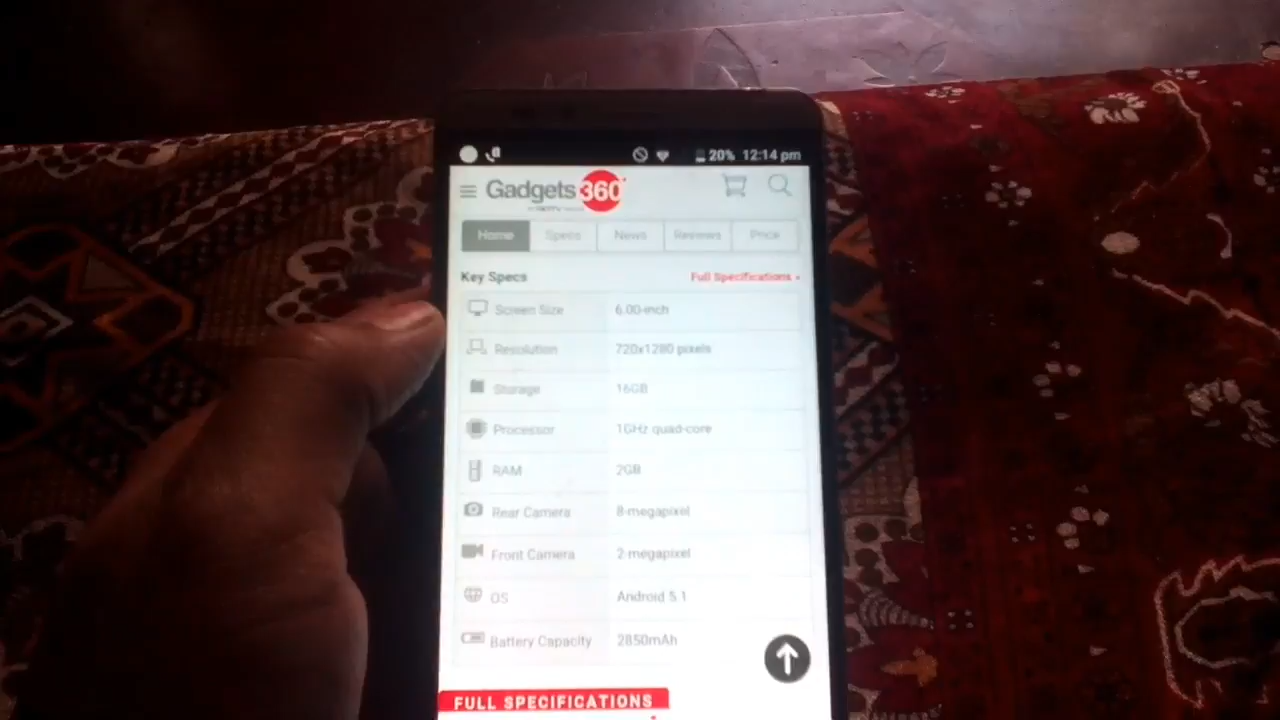 20% 12:14 pm
Gadgets 360
Home Specs News Reviews Price
Key Specs Full Specifications »
Screen Size 6.00-inch
Resolution 720x1280 pixels
Storage 16GB
Processor 1GHz quad-core
RAM 2GB
Rear Camera 8-megapixel
Front Camera 2-megapixel
OS Android 5.1
Battery Capacity 2850mAh
FULL SPECIFICATIONS